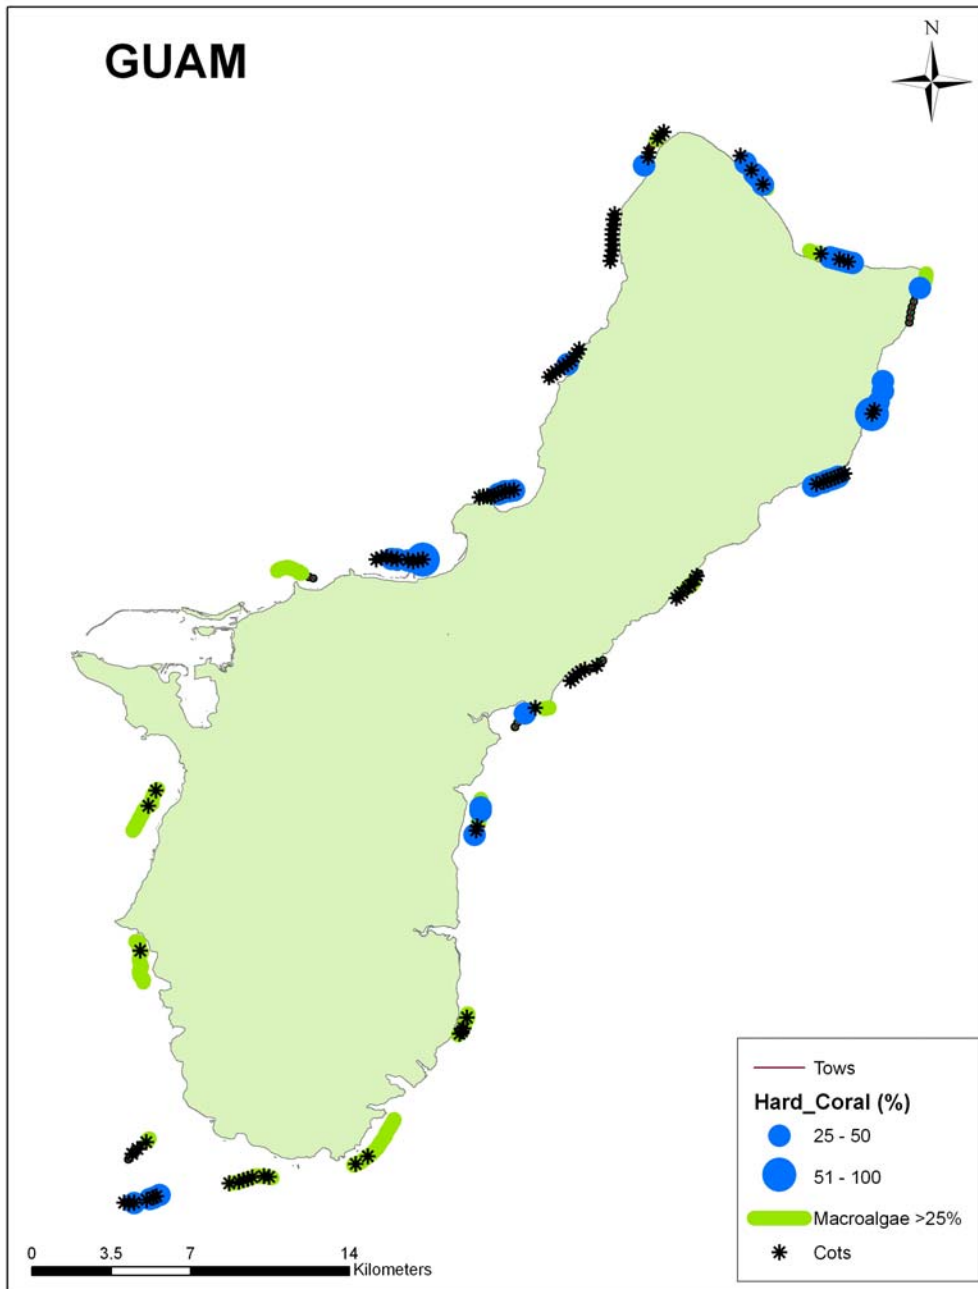 GUAM
N
Tows
Hard_Coral (%)
25 - 50
51 - 100
Macroalgae >25%
Cots
0 3.5 7 14
Kilometers